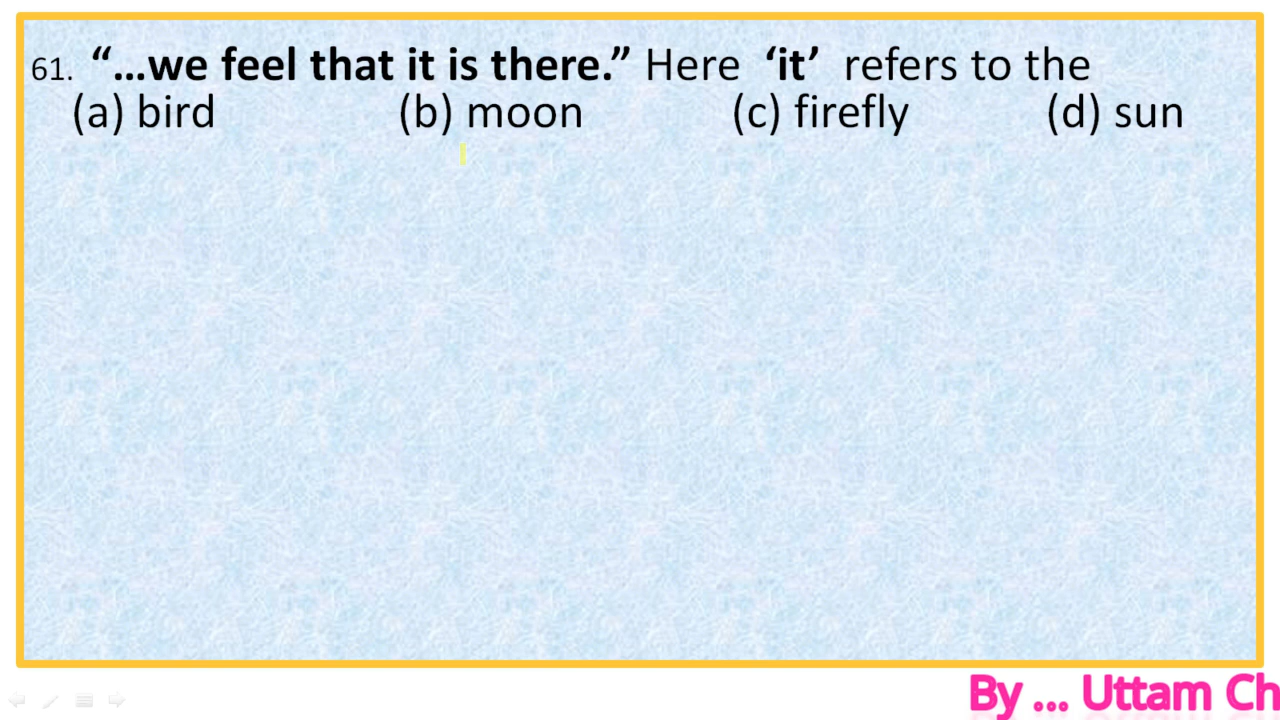 61. “…we feel that it is there.” Here ‘it’ refers to the
(a) bird (b) moon (c) firefly (d) sun
By ... Uttam Ch